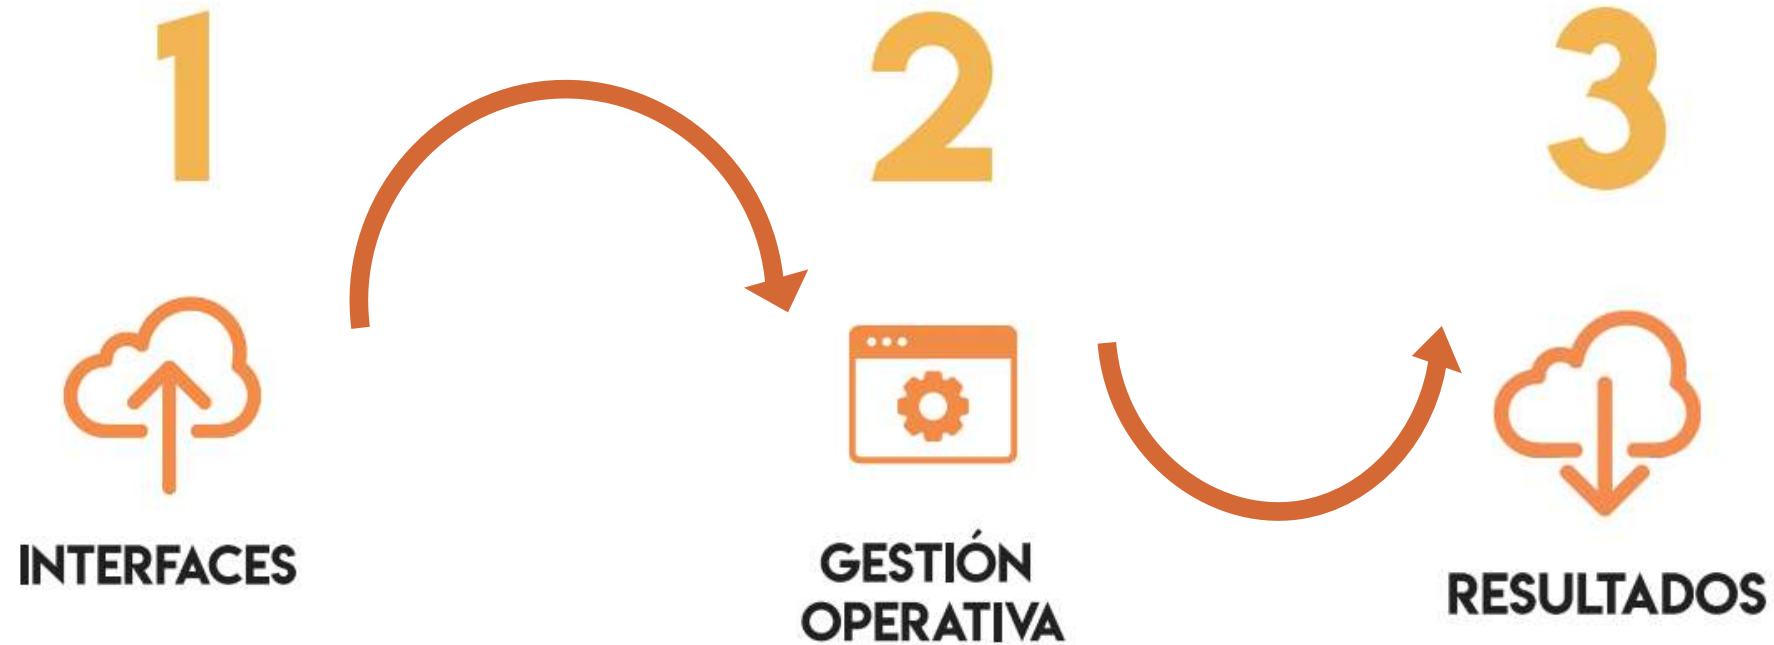 1
2
3
INTERFACES
GESTIÓN
OPERATIVA
RESULTADOS